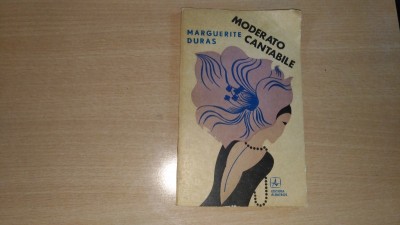 MARGUERITE
DURAS
MODERATO
CANTABILE